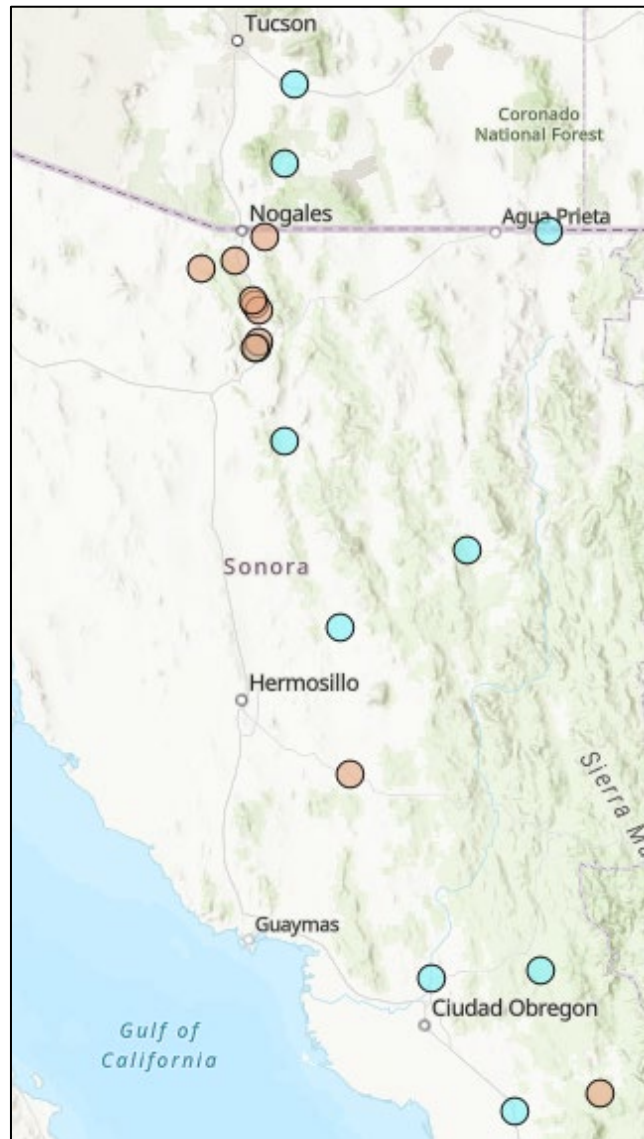 Tucson
Coronado
National Forest
Nogales
Agua Prieta
Sonora
Hermosillo
Sierra M
Guaymas
Ciudad Obregon
Gulf of
California